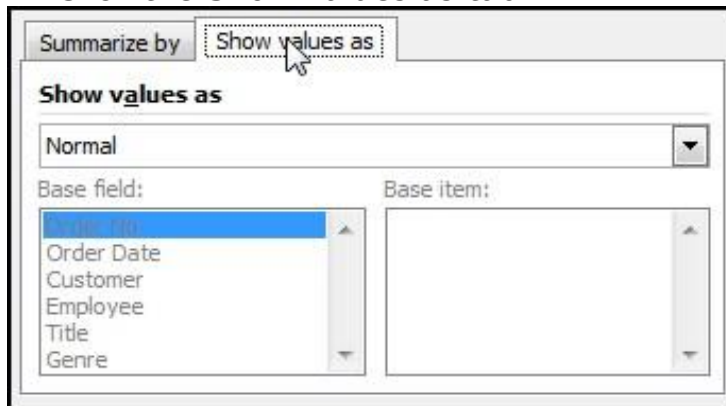 Summarize by Show values as
Show values as
Normal
Base field: Base item:
Order No
Order Date
Customer
Employee
Title
Genre